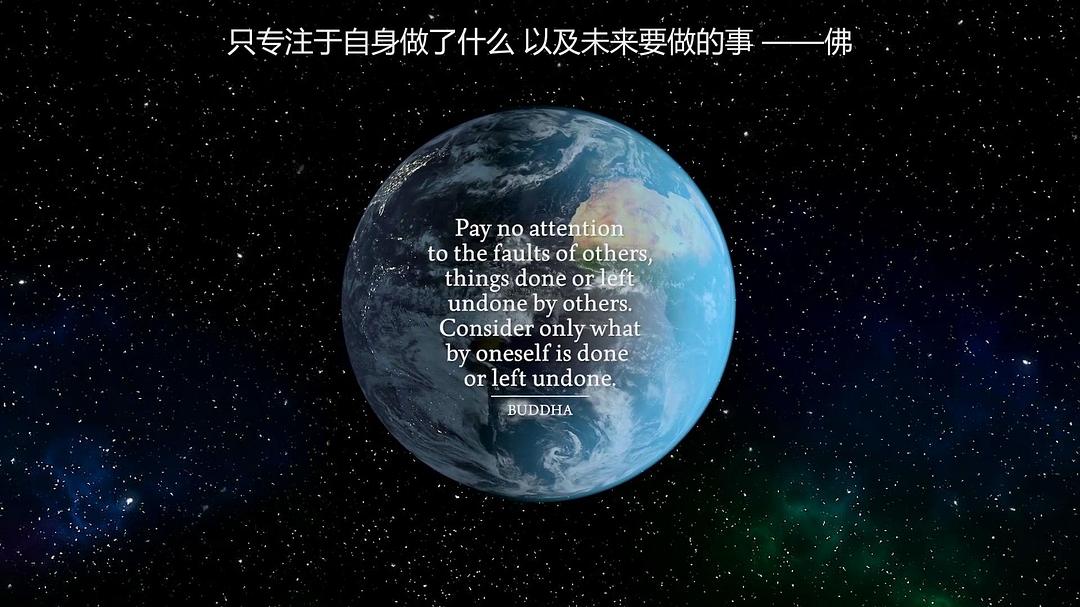 只专注于自身做了什么 以及未来要做的事 ——佛
Pay no attention
to the faults of others,
things done or left
undone by others.
Consider only what
by oneself is done
or left undone.
BUDDHA